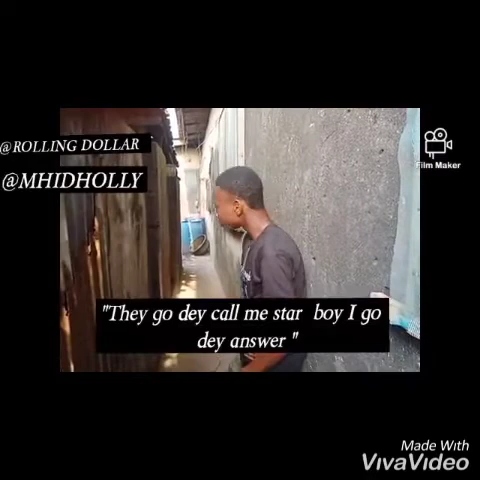 @ROLLING DOLLAR
@MHIDHOLLY
Film Maker
"They go dey call me star boy I go
dey answer "
Made With
VivaVideo